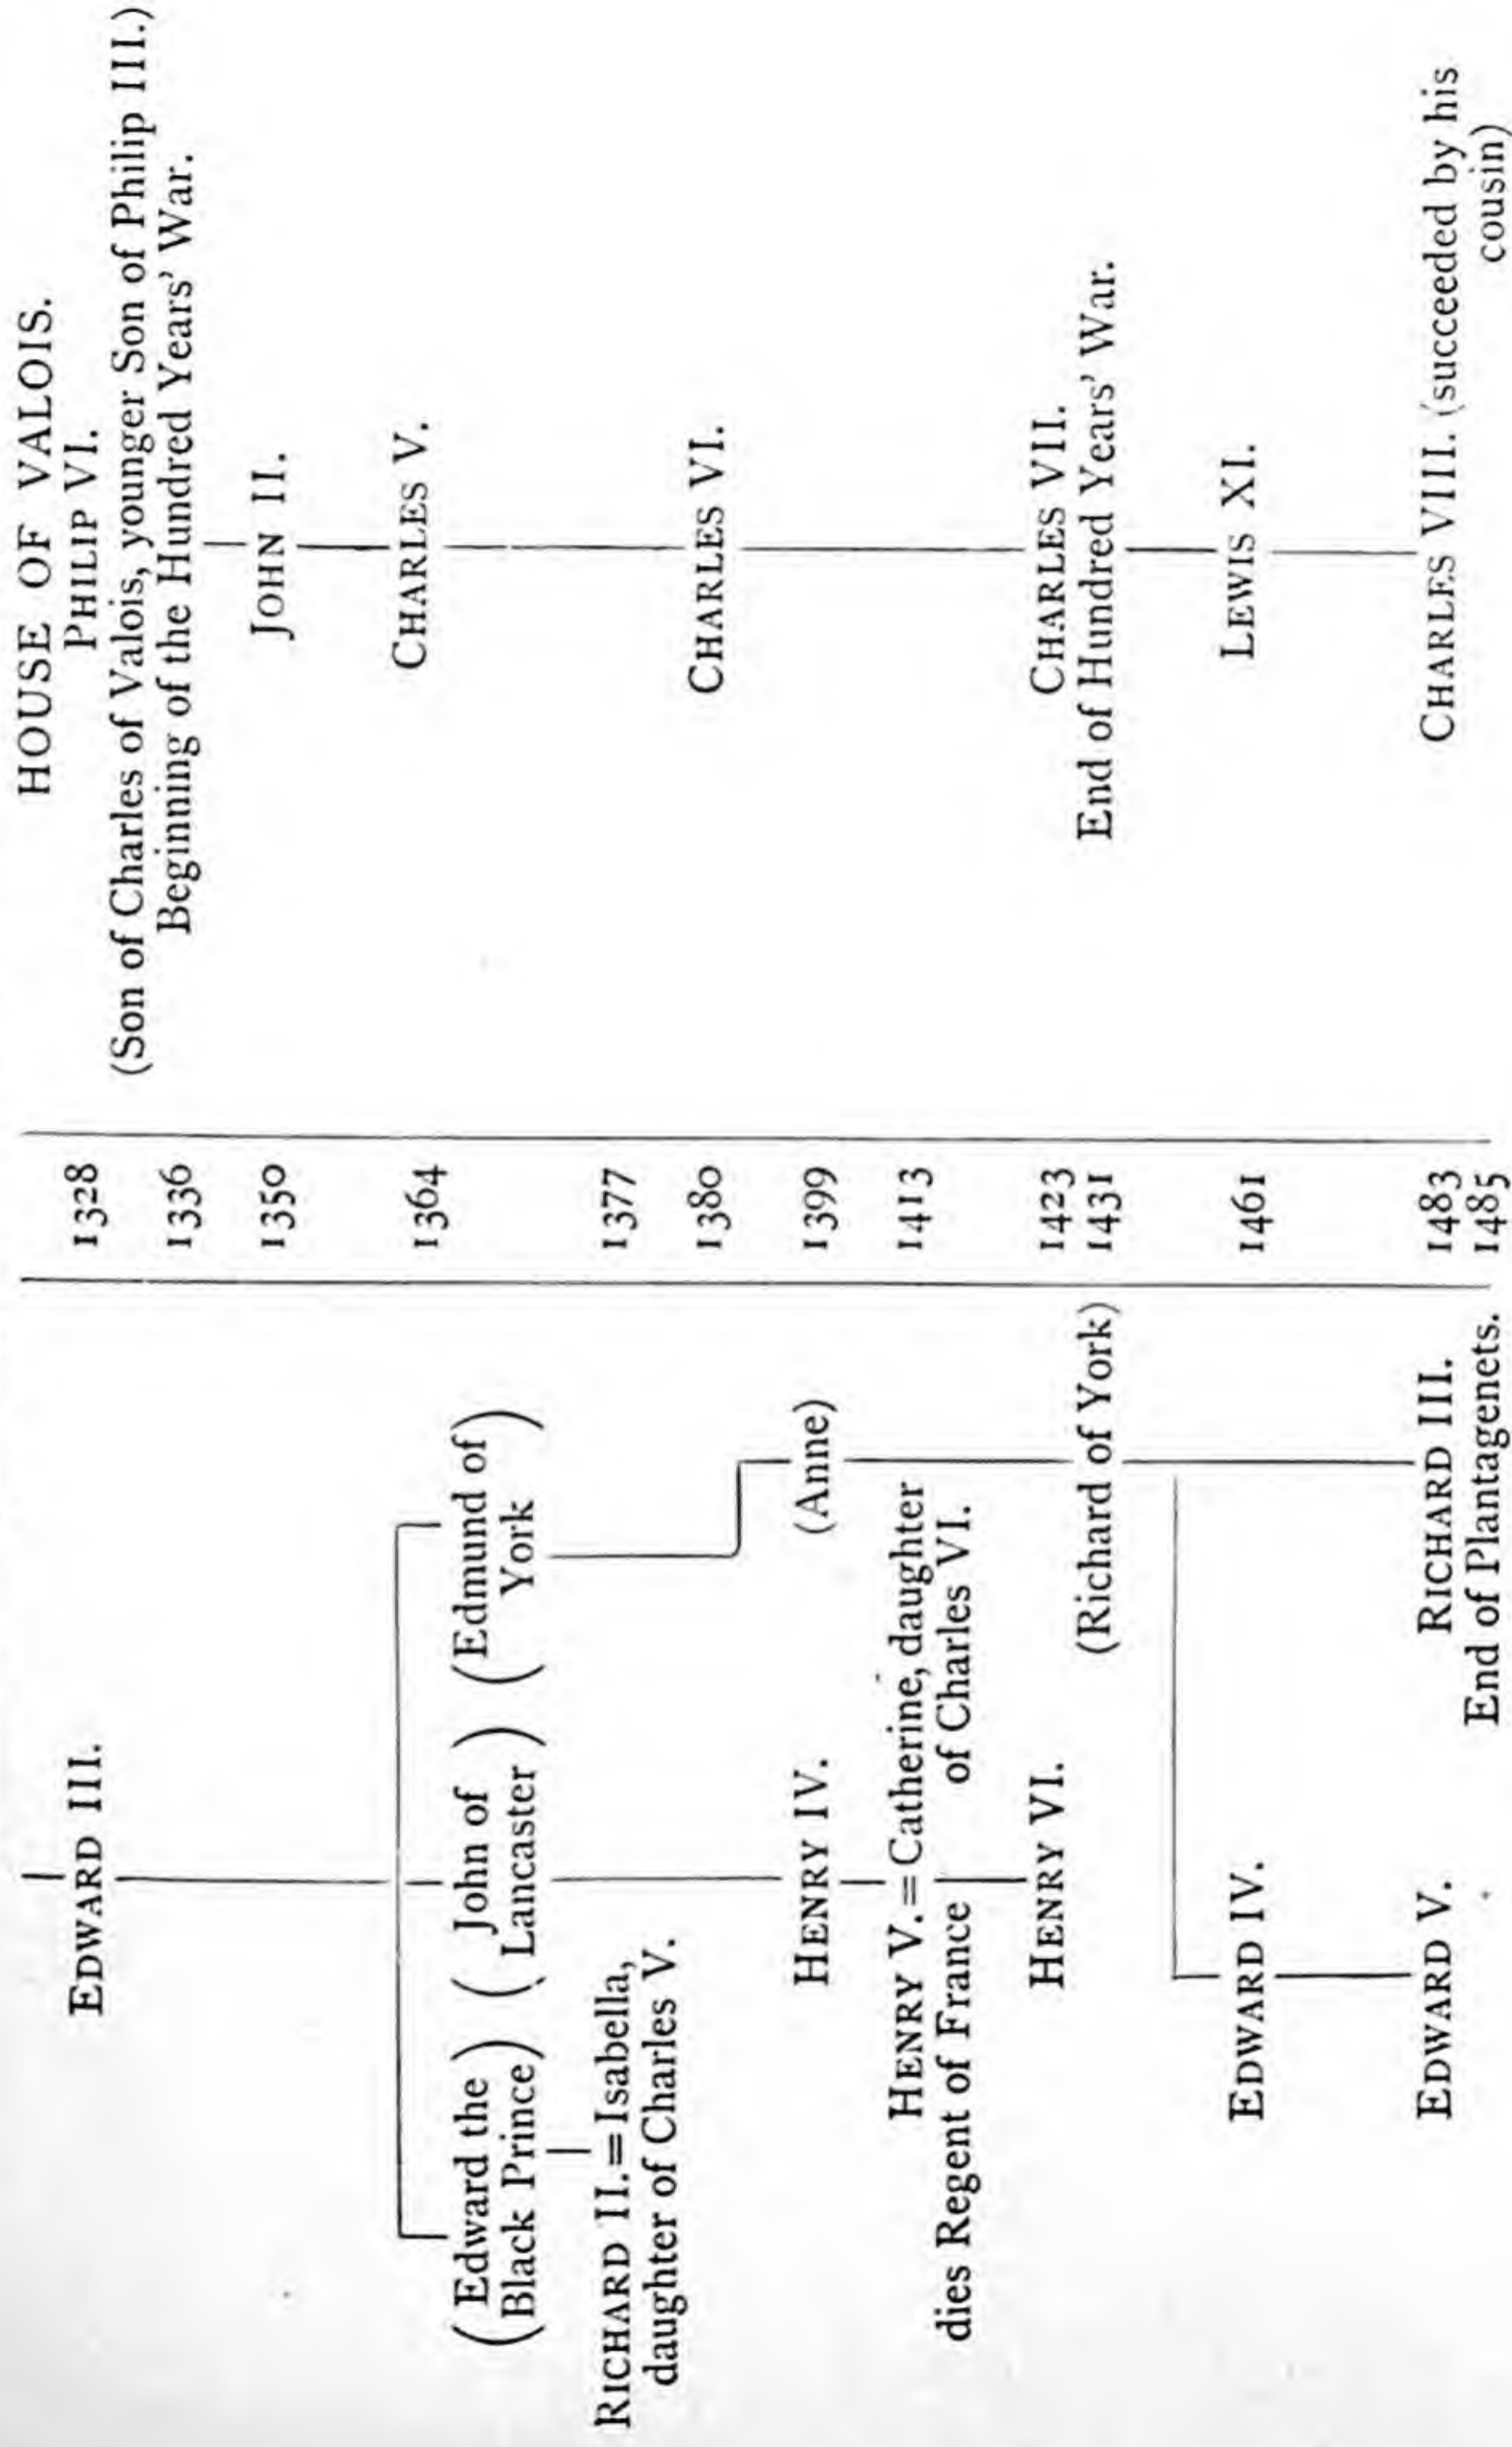 EDWARD III.
(Edward the
Black Prince)
(John of
Lancaster)
(Edmund of
York)
RICHARD II.=Isabella,
daughter of Charles V.
HENRY IV.
(Anne)
HENRY V.=Catherine, daughter
dies Regent of France of Charles VI.
HENRY VI.
(Richard of York)
EDWARD IV.
EDWARD V.
RICHARD III.
End of Plantagenets.
1328
1336
1350
1364
1377
1380
1399
1413
1423
1431
1461
1483
1485
HOUSE OF VALOIS.
PHILIP VI.
(Son of Charles of Valois, younger Son of Philip III.)
Beginning of the Hundred Years' War.
JOHN II.
CHARLES V.
CHARLES VI.
CHARLES VII.
End of Hundred Years' War.
LEWIS XI.
CHARLES VIII. (succeeded by his
cousin)